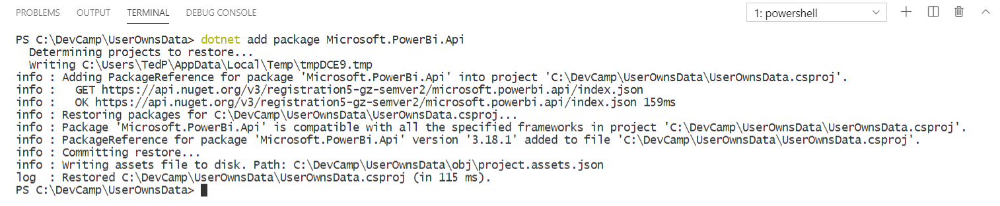 PROBLEMS OUTPUT TERMINAL DEBUG CONSOLE 1: powershell
PS C:\DevCamp\UserOwnsData> dotnet add package Microsoft.PowerBi.Api
  Determining projects to restore...
  Writing C:\Users\TedP\AppData\Local\Temp\tmpDCE9.tmp
info : Adding PackageReference for package 'Microsoft.PowerBi.Api' into project 'C:\DevCamp\UserOwnsData\UserOwnsData.csproj'.
info :   GET https://api.nuget.org/v3/registration5-gz-semver2/microsoft.powerbi.api/index.json
info :   OK https://api.nuget.org/v3/registration5-gz-semver2/microsoft.powerbi.api/index.json 159ms
info : Restoring packages for C:\DevCamp\UserOwnsData\UserOwnsData.csproj...
info : Package 'Microsoft.PowerBi.Api' is compatible with all the specified frameworks in project 'C:\DevCamp\UserOwnsData\UserOwnsData.csproj'.
info : PackageReference for package 'Microsoft.PowerBi.Api' version '3.18.1' added to file 'C:\DevCamp\UserOwnsData\UserOwnsData.csproj'.
info : Committing restore...
info : Writing assets file to disk. Path: C:\DevCamp\UserOwnsData\obj\project.assets.json
log  : Restored C:\DevCamp\UserOwnsData\UserOwnsData.csproj (in 115 ms).
PS C:\DevCamp\UserOwnsData>